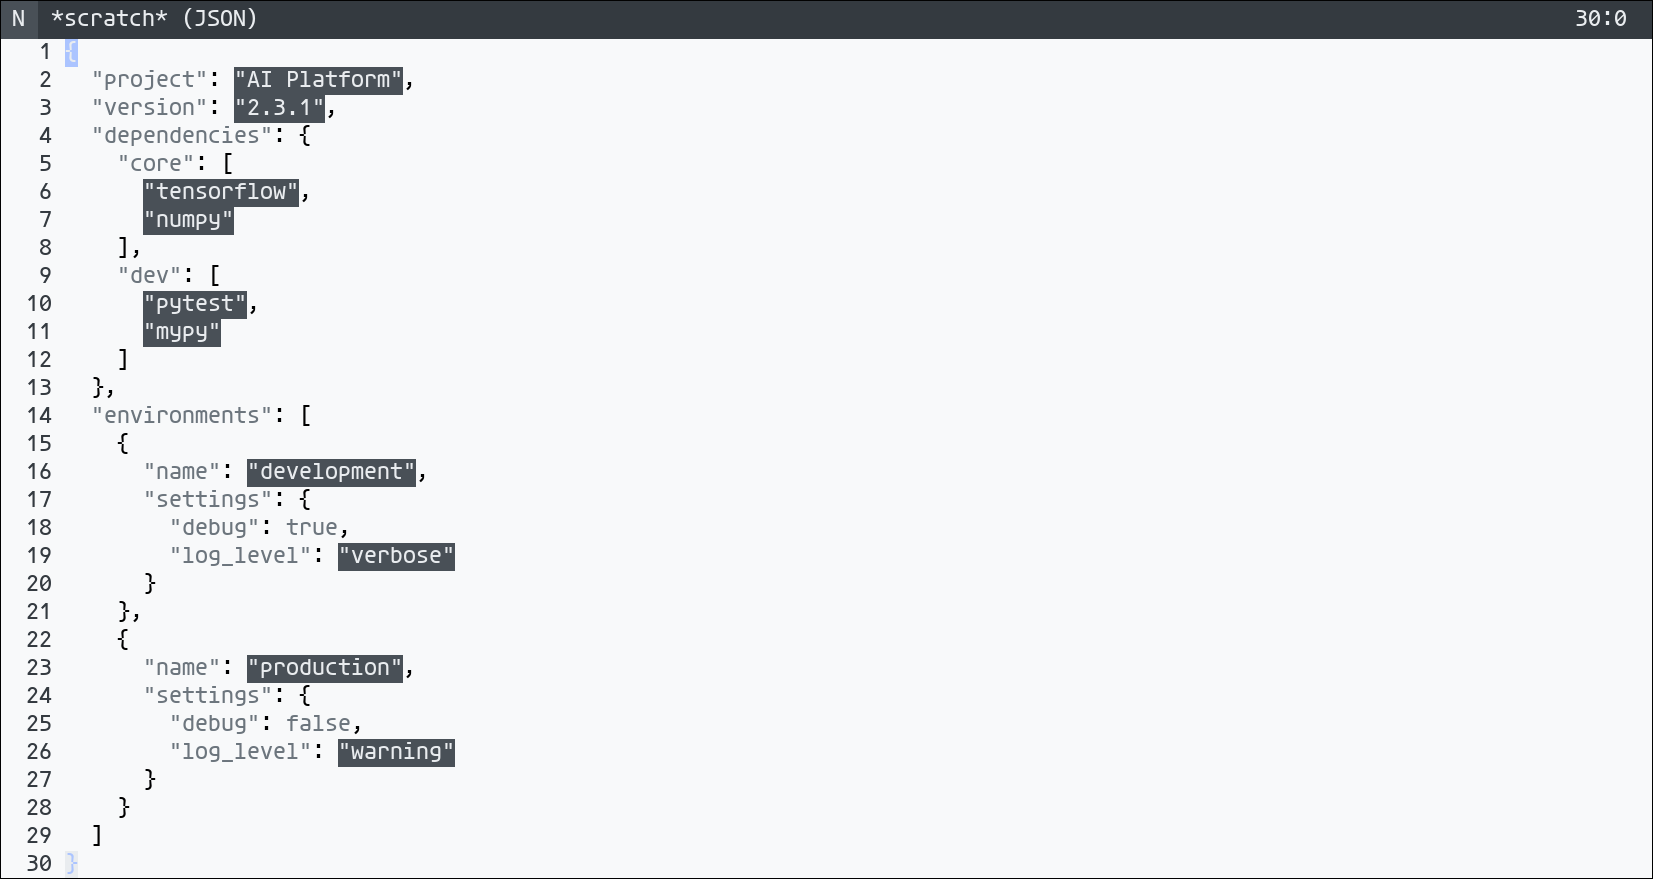 N *scratch* (JSON) 30:0
1 {
2   "project": "AI Platform",
3   "version": "2.3.1",
4   "dependencies": {
5     "core": [
6       "tensorflow",
7       "numpy"
8     ],
9     "dev": [
10       "pytest",
11       "mypy"
12     ]
13   },
14   "environments": [
15     {
16       "name": "development",
17       "settings": {
18         "debug": true,
19         "log_level": "verbose"
20       }
21     },
22     {
23       "name": "production",
24       "settings": {
25         "debug": false,
26         "log_level": "warning"
27       }
28     }
29   ]
30 }